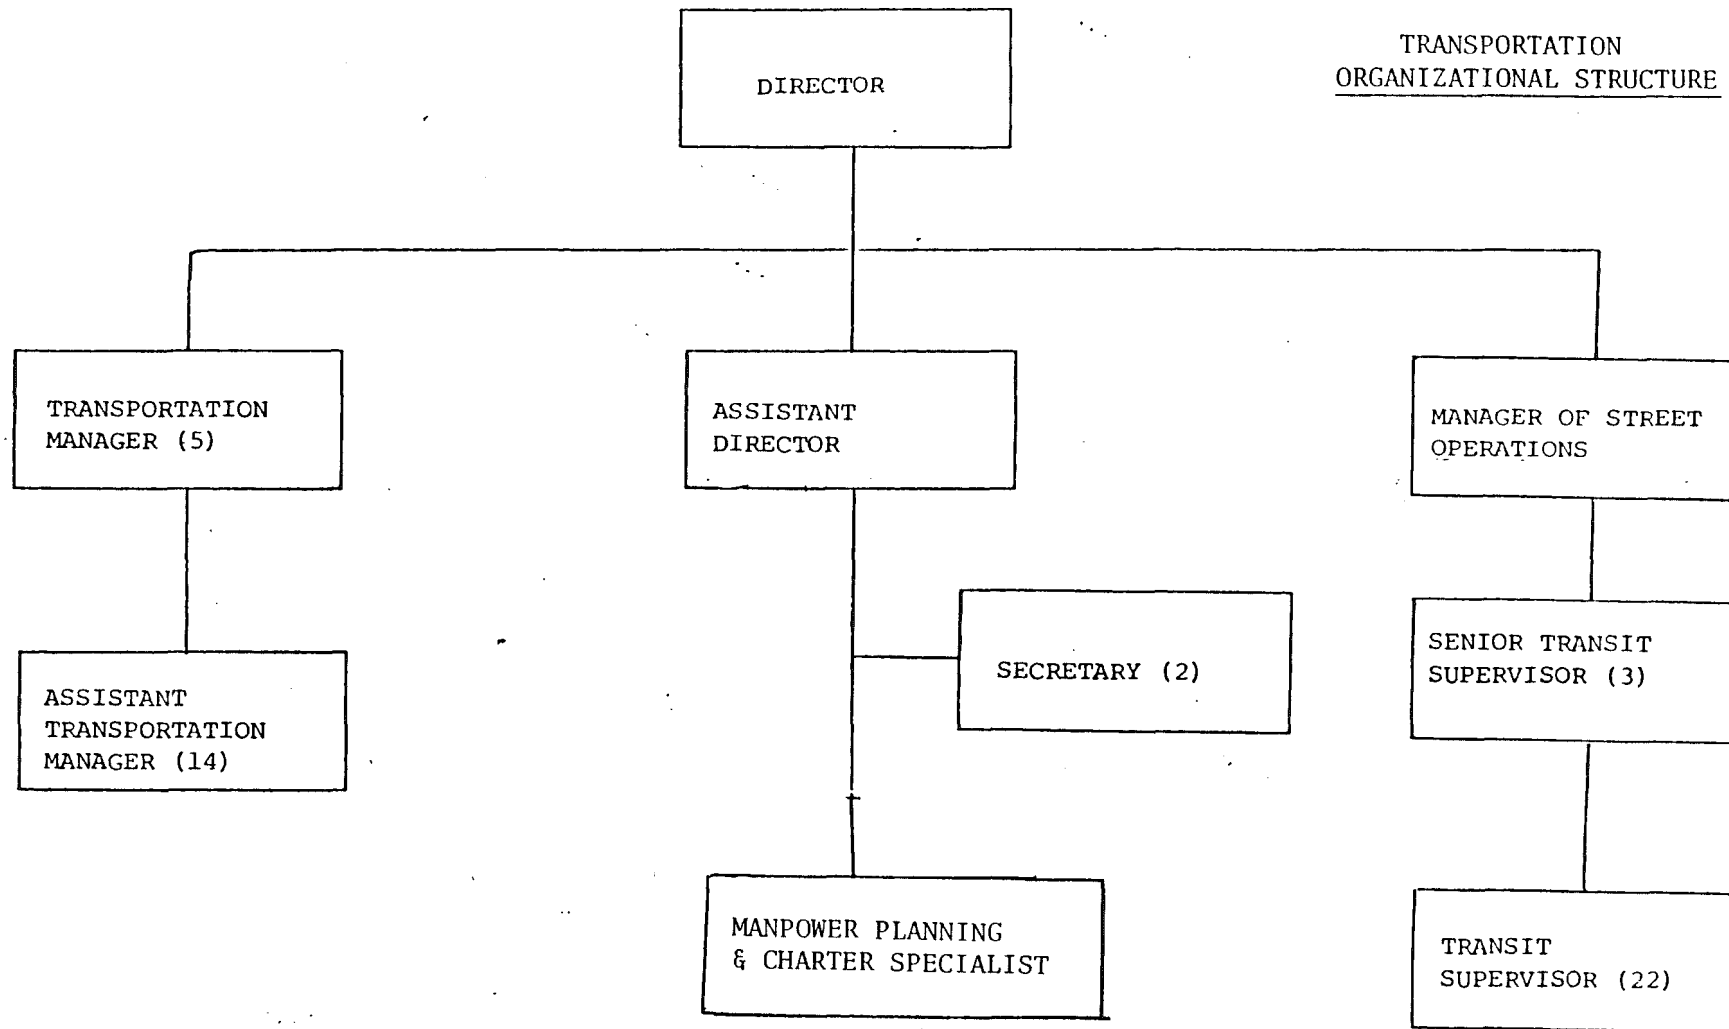 TRANSPORTATION
ORGANIZATIONAL STRUCTURE
DIRECTOR
TRANSPORTATION
MANAGER (5)
ASSISTANT
DIRECTOR
MANAGER OF STREET
OPERATIONS
ASSISTANT
TRANSPORTATION
MANAGER (14)
SECRETARY (2)
SENIOR TRANSIT
SUPERVISOR (3)
MANPOWER PLANNING
& CHARTER SPECIALIST
TRANSIT
SUPERVISOR (22)